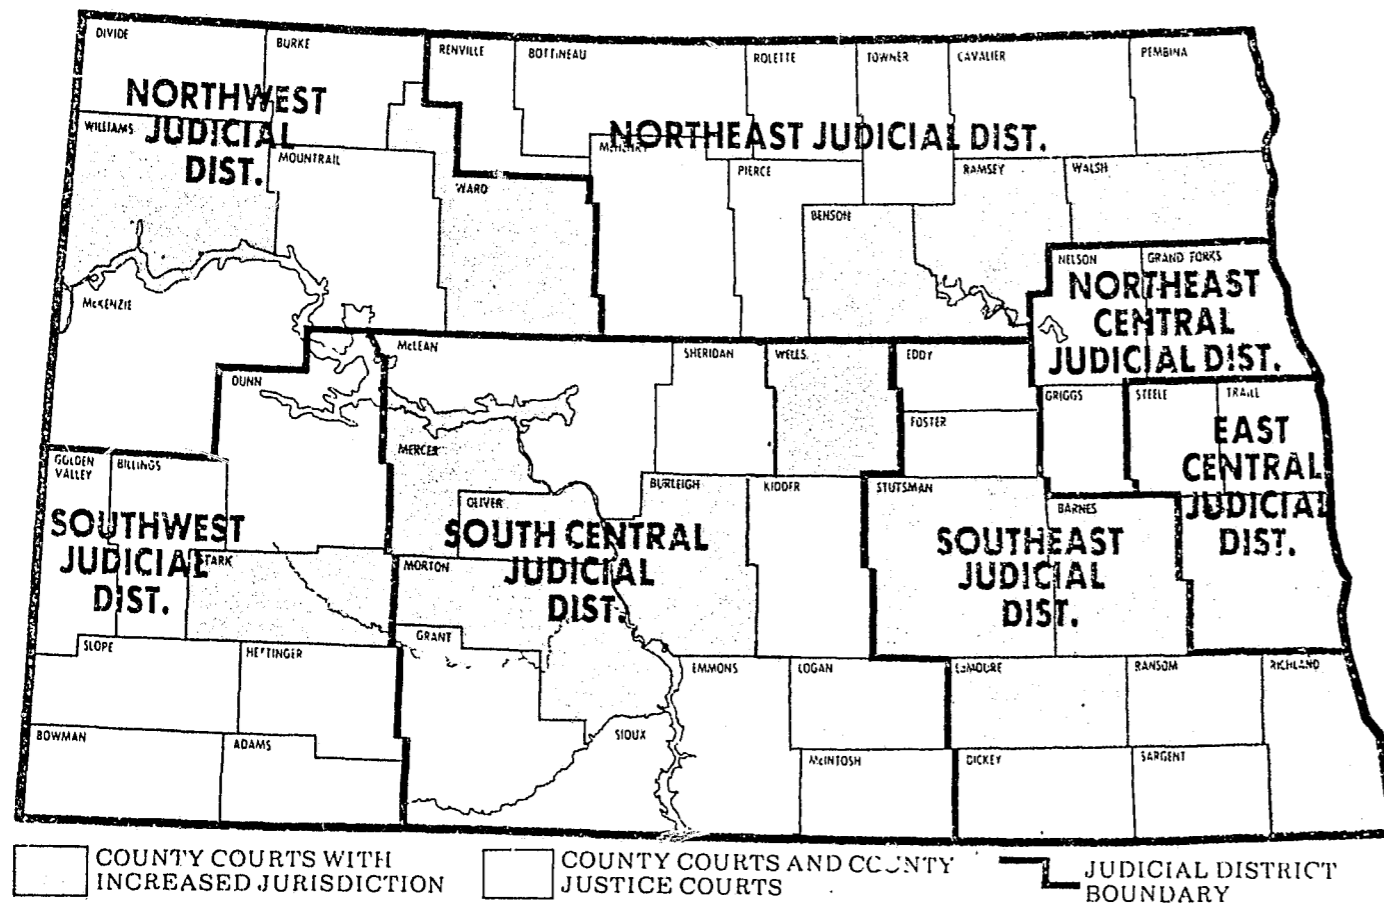 DIVIDE
BURKE
RENVILLE
BOTTINEAU
ROLETTE
TOWNER
CAVALIER
PEMBINA
NORTHWEST
JUDICIAL
DIST.
WILLIAMS
MOUNTRAIL
NORTHEAST JUDICIAL DIST.
McHENRY
PIERCE
RAMSEY
WALSH
WARD
BENSON
NELSON
GRAND FORKS
NORTHEAST
CENTRAL
JUDICIAL DIST.
McKENZIE
McLEAN
SHERIDAN
WELLS
EDDY
DUNN
GRIGGS
STEELE
TRAILL
FOSTER
EAST
CENTRAL
JUDICIAL
DIST.
MERCER
GOLDEN
VALLEY
BILLINGS
OLIVER
BURLEIGH
KIDDER
STUTSMAN
BARNES
SOUTHWEST
JUDICIAL
DIST.
STARK
SOUTH CENTRAL
JUDICIAL
DIST.
MORTON
SOUTHEAST
JUDICIAL
DIST.
SLOPE
HETTINGER
GRANT
EMMONS
LOGAN
LaMOURE
RANSOM
RICHLAND
BOWMAN
ADAMS
SIOUX
McINTOSH
DICKEY
SARGENT
COUNTY COURTS WITH
INCREASED JURISDICTION
COUNTY COURTS AND COUNTY
JUSTICE COURTS
JUDICIAL DISTRICT
BOUNDARY